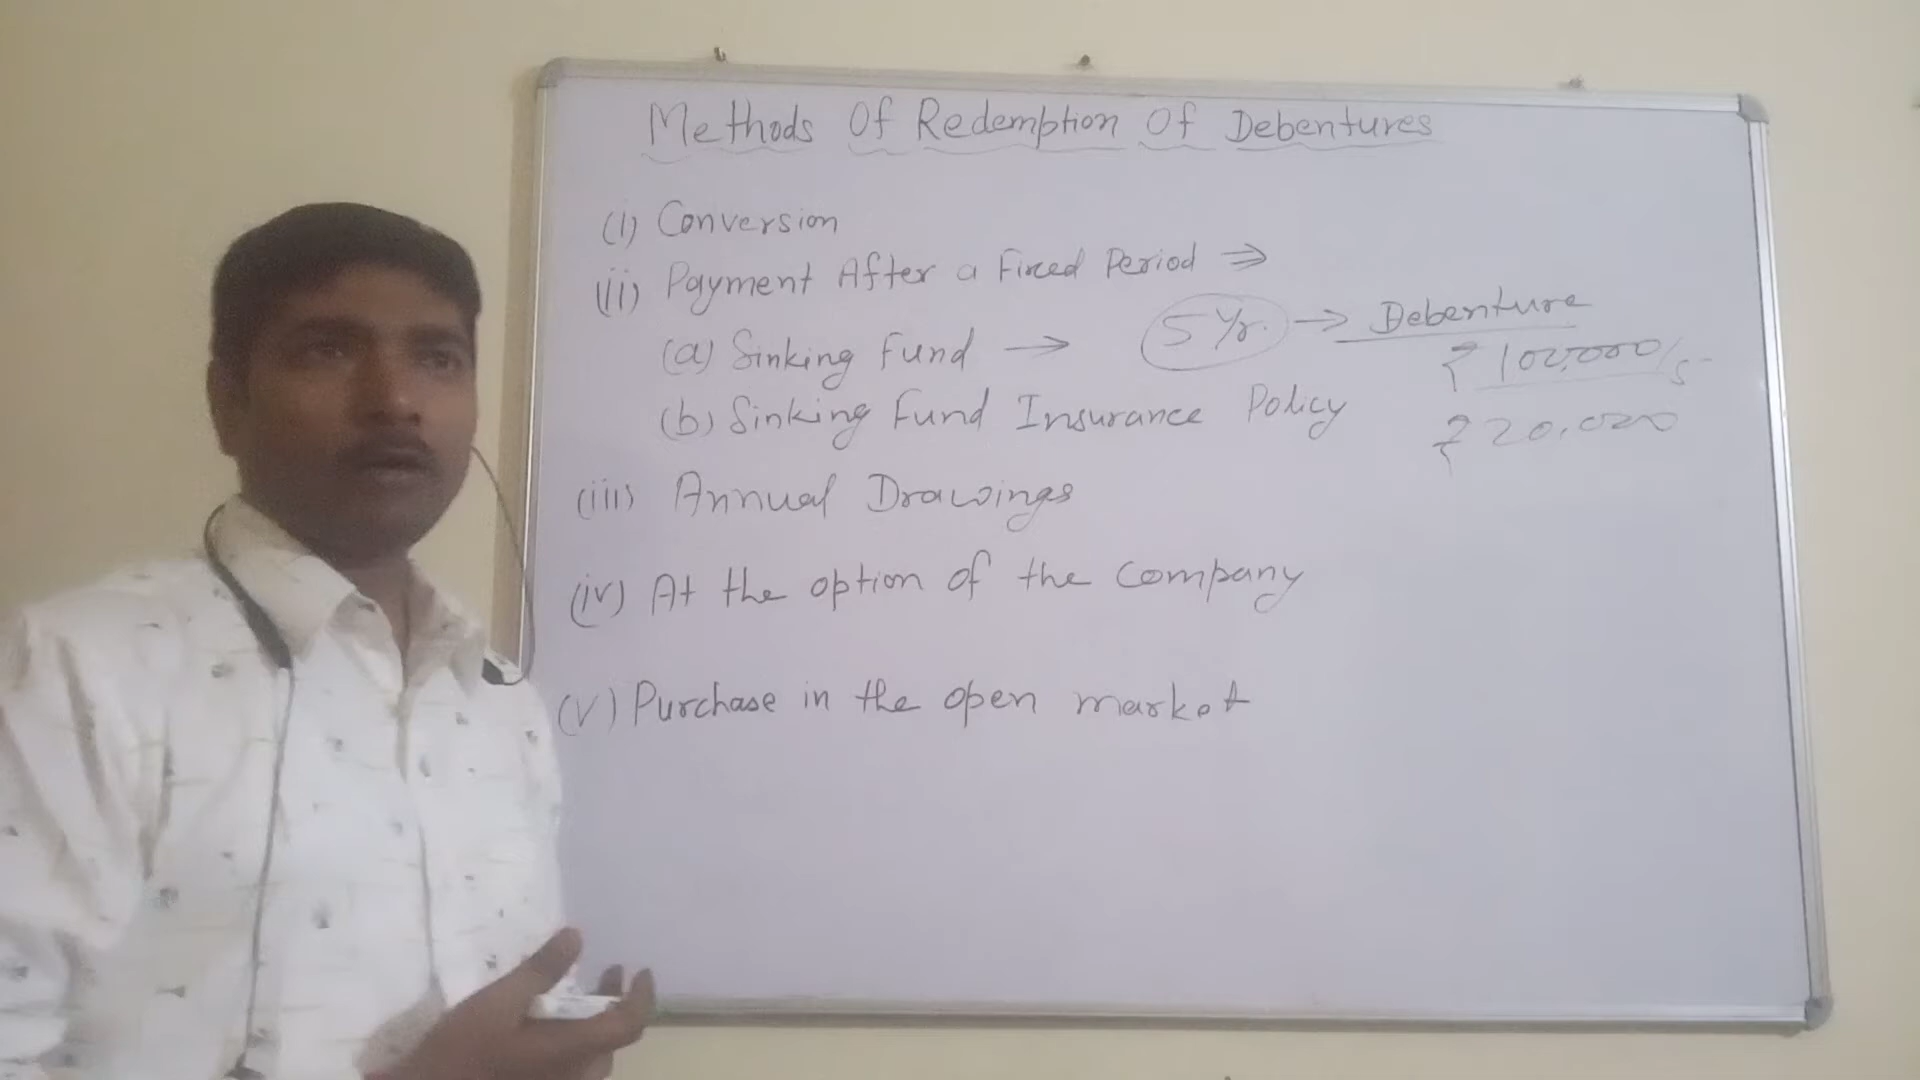 Methods Of Redemption Of Debentures
(i) Conversion
(ii) Payment After a Fixed Period ⇒
(a) Sinking Fund → 5 Yr. → Debenture
₹ 100,000/5
(b) Sinking Fund Insurance Policy
₹ 20,000
(iii) Annual Drawings
(iv) At the option of the Company
(V) Purchase in the open market